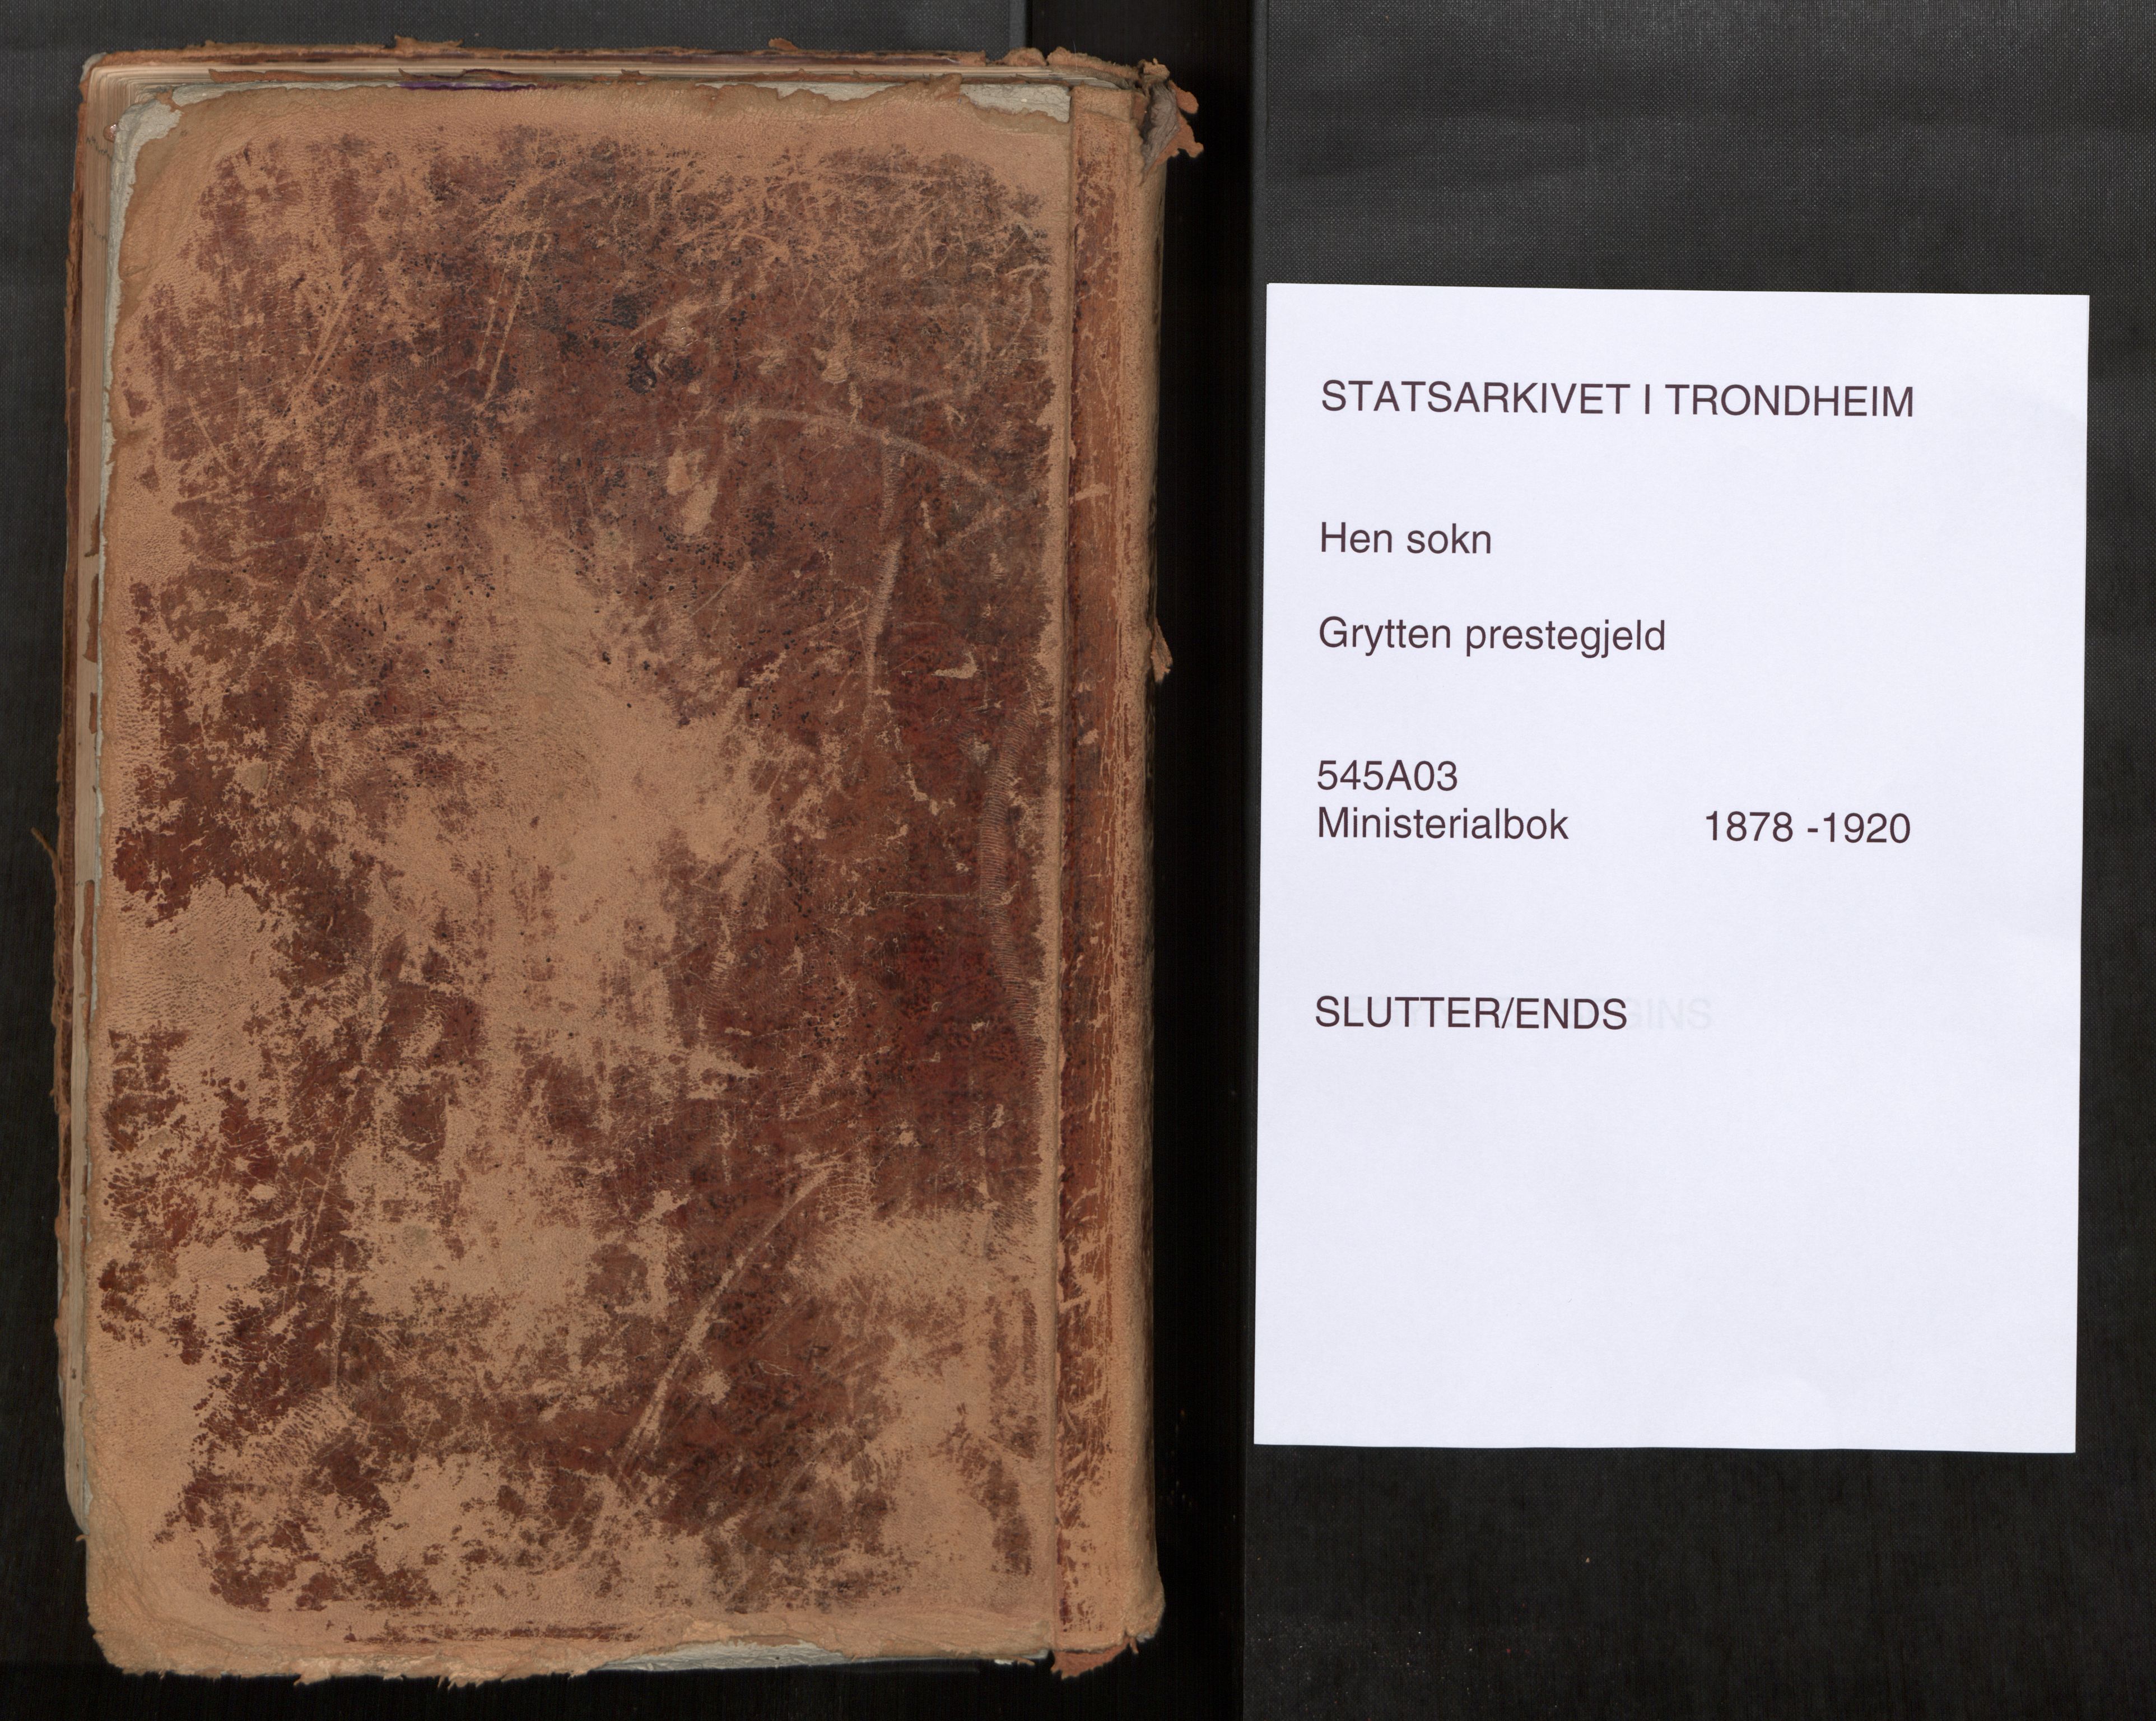 STATSARKIVET I TRONDHEIM
Hen sokn
Grytten prestegjeld
545A03
Ministerialbok 1878 -1920
SLUTTER/ENDS